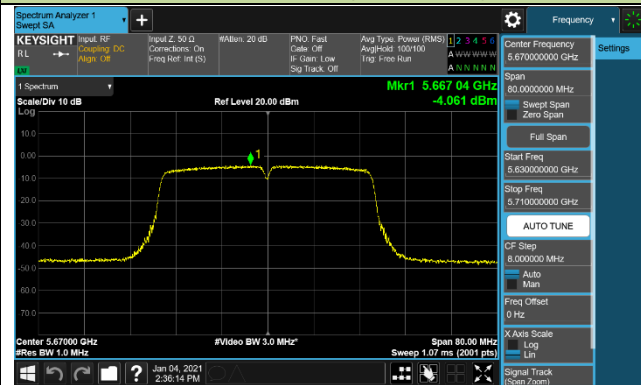 Spectrum Analyzer 1
Swept SA
Frequency
KEYSIGHT
RL
Input: RF
Coupling: DC
Align: Off
Input Z: 50 Ω
Corrections: On
Freq Ref: Int (S)
#Atten: 20 dB
PNO: Fast
Gate: Off
IF Gain: Low
Sig Track: Off
Avg Type: Power (RMS)
Avg|Hold: 100/100
Trig: Free Run
1 2 3 4 5 6
A W W W W W
A N N N N N
LW
1 Spectrum
Scale/Div 10 dB
Ref Level 20.00 dBm
Mkr1 5.667 04 GHz
-4.061 dBm
Log
10.0
0.00
-10.0
-20.0
-30.0
-40.0
-50.0
-60.0
-70.0
1
Center 5.67000 GHz
#Res BW 1.0 MHz
#Video BW 3.0 MHz*
Span 80.00 MHz
Sweep 1.07 ms (2001 pts)
Jan 04, 2021
2:36:14 PM
Center Frequency
5.670000000 GHz
Span
80.0000000 MHz
Swept Span
Zero Span
Full Span
Start Freq
5.630000000 GHz
Stop Freq
5.710000000 GHz
AUTO TUNE
CF Step
8.000000 MHz
Auto
Man
Freq Offset
0 Hz
X Axis Scale
Log
Lin
Signal Track
(Span Zoom)
Settings